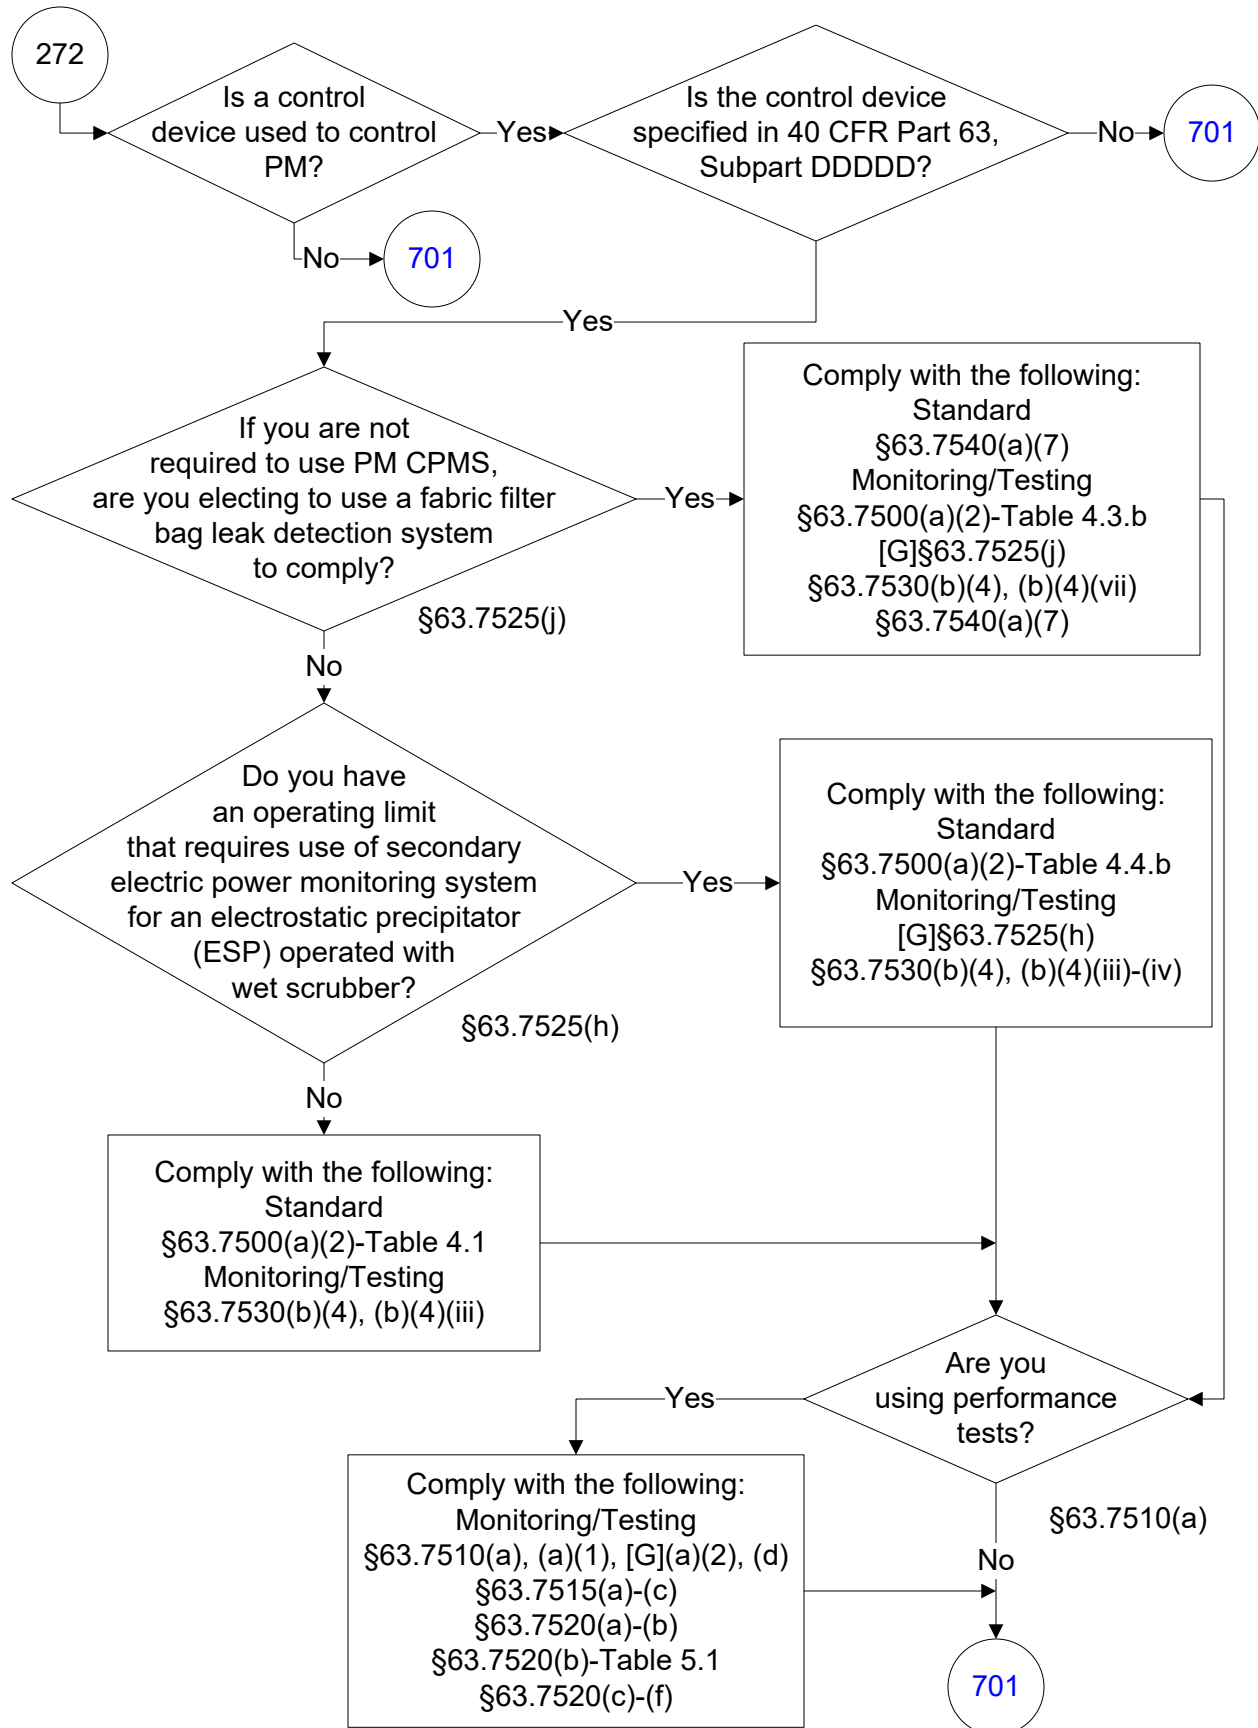 272
Is a control
device used to control
PM?
Yes
Is the control device
specified in 40 CFR Part 63,
Subpart DDDDD?
No
701
No
701
Yes
If you are not
required to use PM CPMS,
are you electing to use a fabric filter
bag leak detection system
to comply?
§63.7525(j)
Yes
Comply with the following:
Standard
§63.7540(a)(7)
Monitoring/Testing
§63.7500(a)(2)-Table 4.3.b
[G]§63.7525(j)
§63.7530(b)(4), (b)(4)(vii)
§63.7540(a)(7)
No
Do you have
an operating limit
that requires use of secondary
electric power monitoring system
for an electrostatic precipitator
(ESP) operated with
wet scrubber?
§63.7525(h)
Yes
Comply with the following:
Standard
§63.7500(a)(2)-Table 4.4.b
Monitoring/Testing
[G]§63.7525(h)
§63.7530(b)(4), (b)(4)(iii)-(iv)
No
Comply with the following:
Standard
§63.7500(a)(2)-Table 4.1
Monitoring/Testing
§63.7530(b)(4), (b)(4)(iii)
Are you
using performance
tests?
§63.7510(a)
Yes
Comply with the following:
Monitoring/Testing
§63.7510(a), (a)(1), [G](a)(2), (d)
§63.7515(a)-(c)
§63.7520(a)-(b)
§63.7520(b)-Table 5.1
§63.7520(c)-(f)
No
701